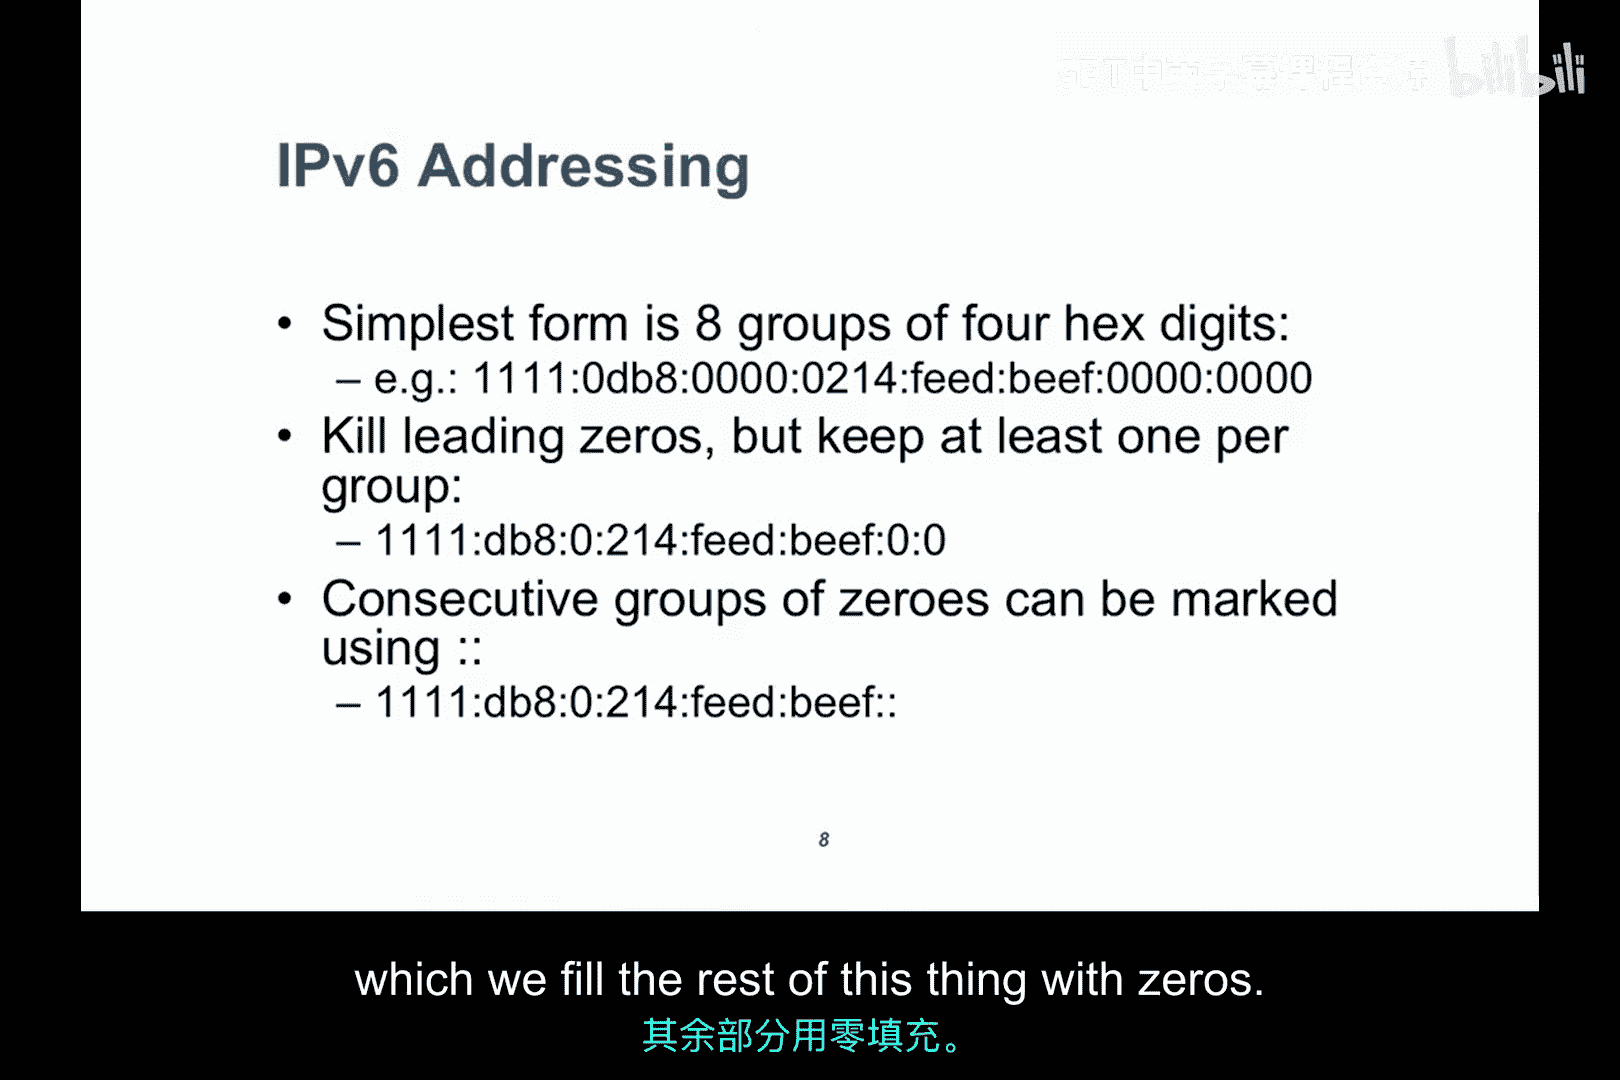 bilibili
IPv6 Addressing
• Simplest form is 8 groups of four hex digits:
– e.g.: 1111:0db8:0000:0214:feed:beef:0000:0000
• Kill leading zeros, but keep at least one per
group:
– 1111:db8:0:214:feed:beef:0:0
• Consecutive groups of zeroes can be marked
using ::
– 1111:db8:0:214:feed:beef::
8
which we fill the rest of this thing with zeros.
其余部分用零填充。